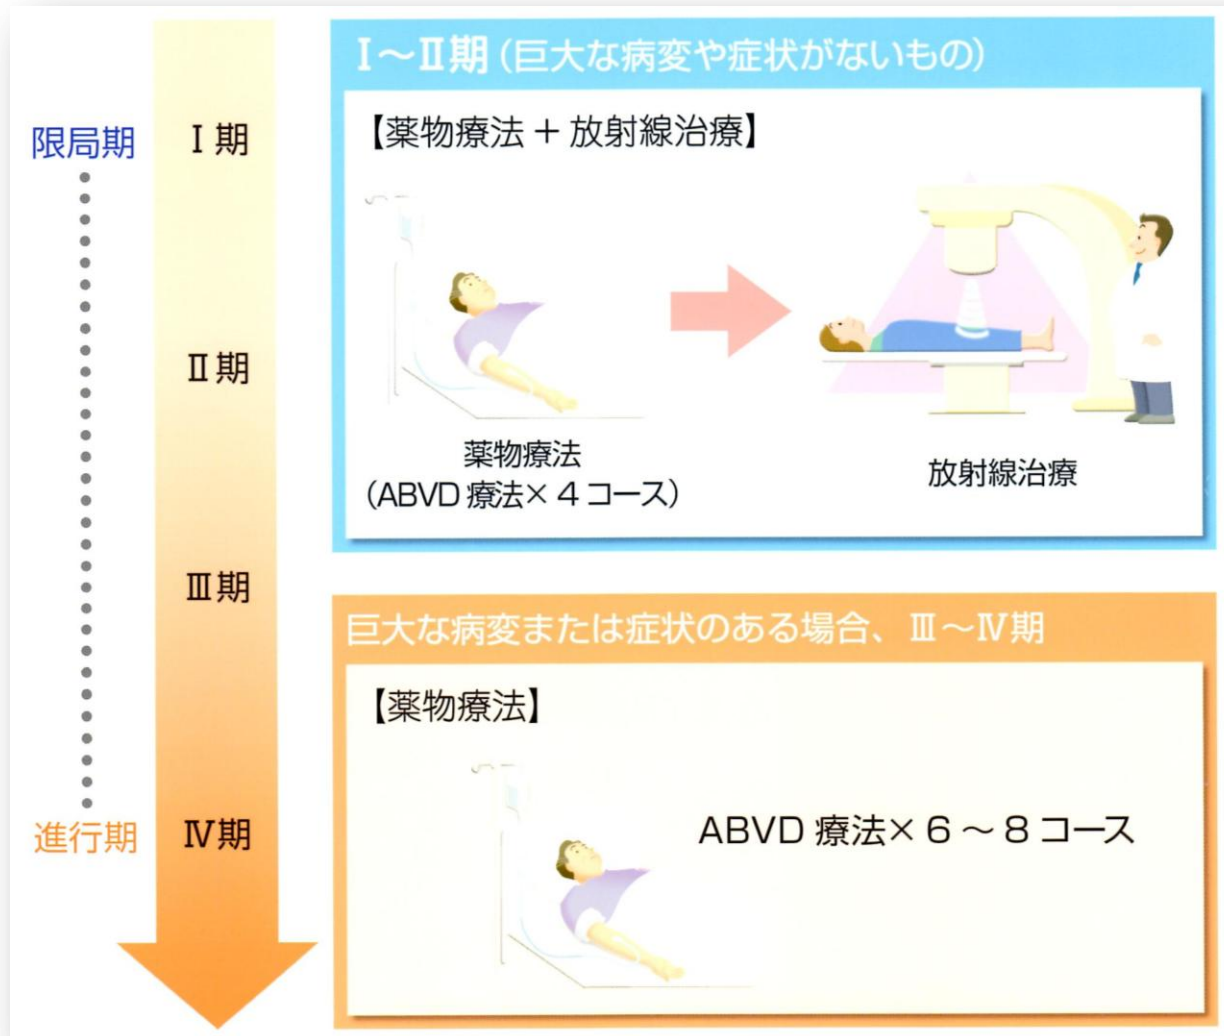 限局期
Ⅰ期
Ⅱ期
Ⅲ期
Ⅳ期
進行期
Ⅰ～Ⅱ期（巨大な病変や症状がないもの）
【薬物療法 + 放射線治療】
薬物療法
（ABVD 療法× 4 コース）
放射線治療
巨大な病変または症状のある場合、Ⅲ～Ⅳ期
【薬物療法】
ABVD 療法× 6 ～ 8 コース